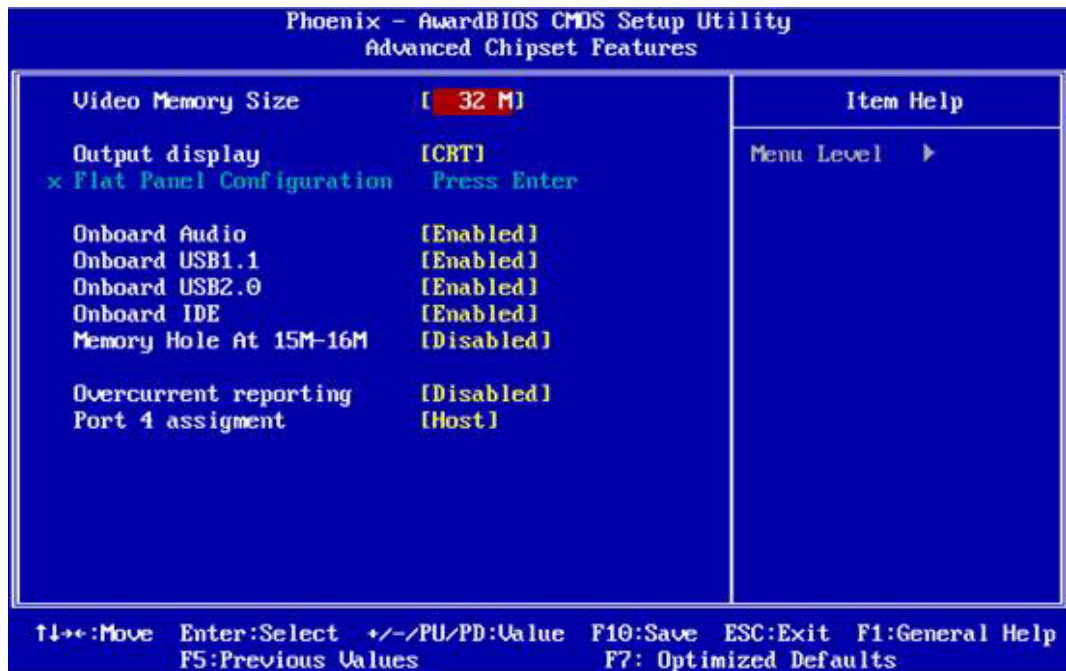 Phoenix - AwardBIOS CMOS Setup Utility
Advanced Chipset Features
Video Memory Size [ 32 M]
Output display [CRT]
x Flat Panel Configuration Press Enter
Onboard Audio [Enabled]
Onboard USB1.1 [Enabled]
Onboard USB2.0 [Enabled]
Onboard IDE [Enabled]
Memory Hole At 15M-16M [Disabled]
Overcurrent reporting [Disabled]
Port 4 assigment [Host]
Item Help
Menu Level ▶
↑↓→←:Move Enter:Select +/-/PU/PD:Value F10:Save ESC:Exit F1:General Help
F5:Previous Values F7: Optimized Defaults